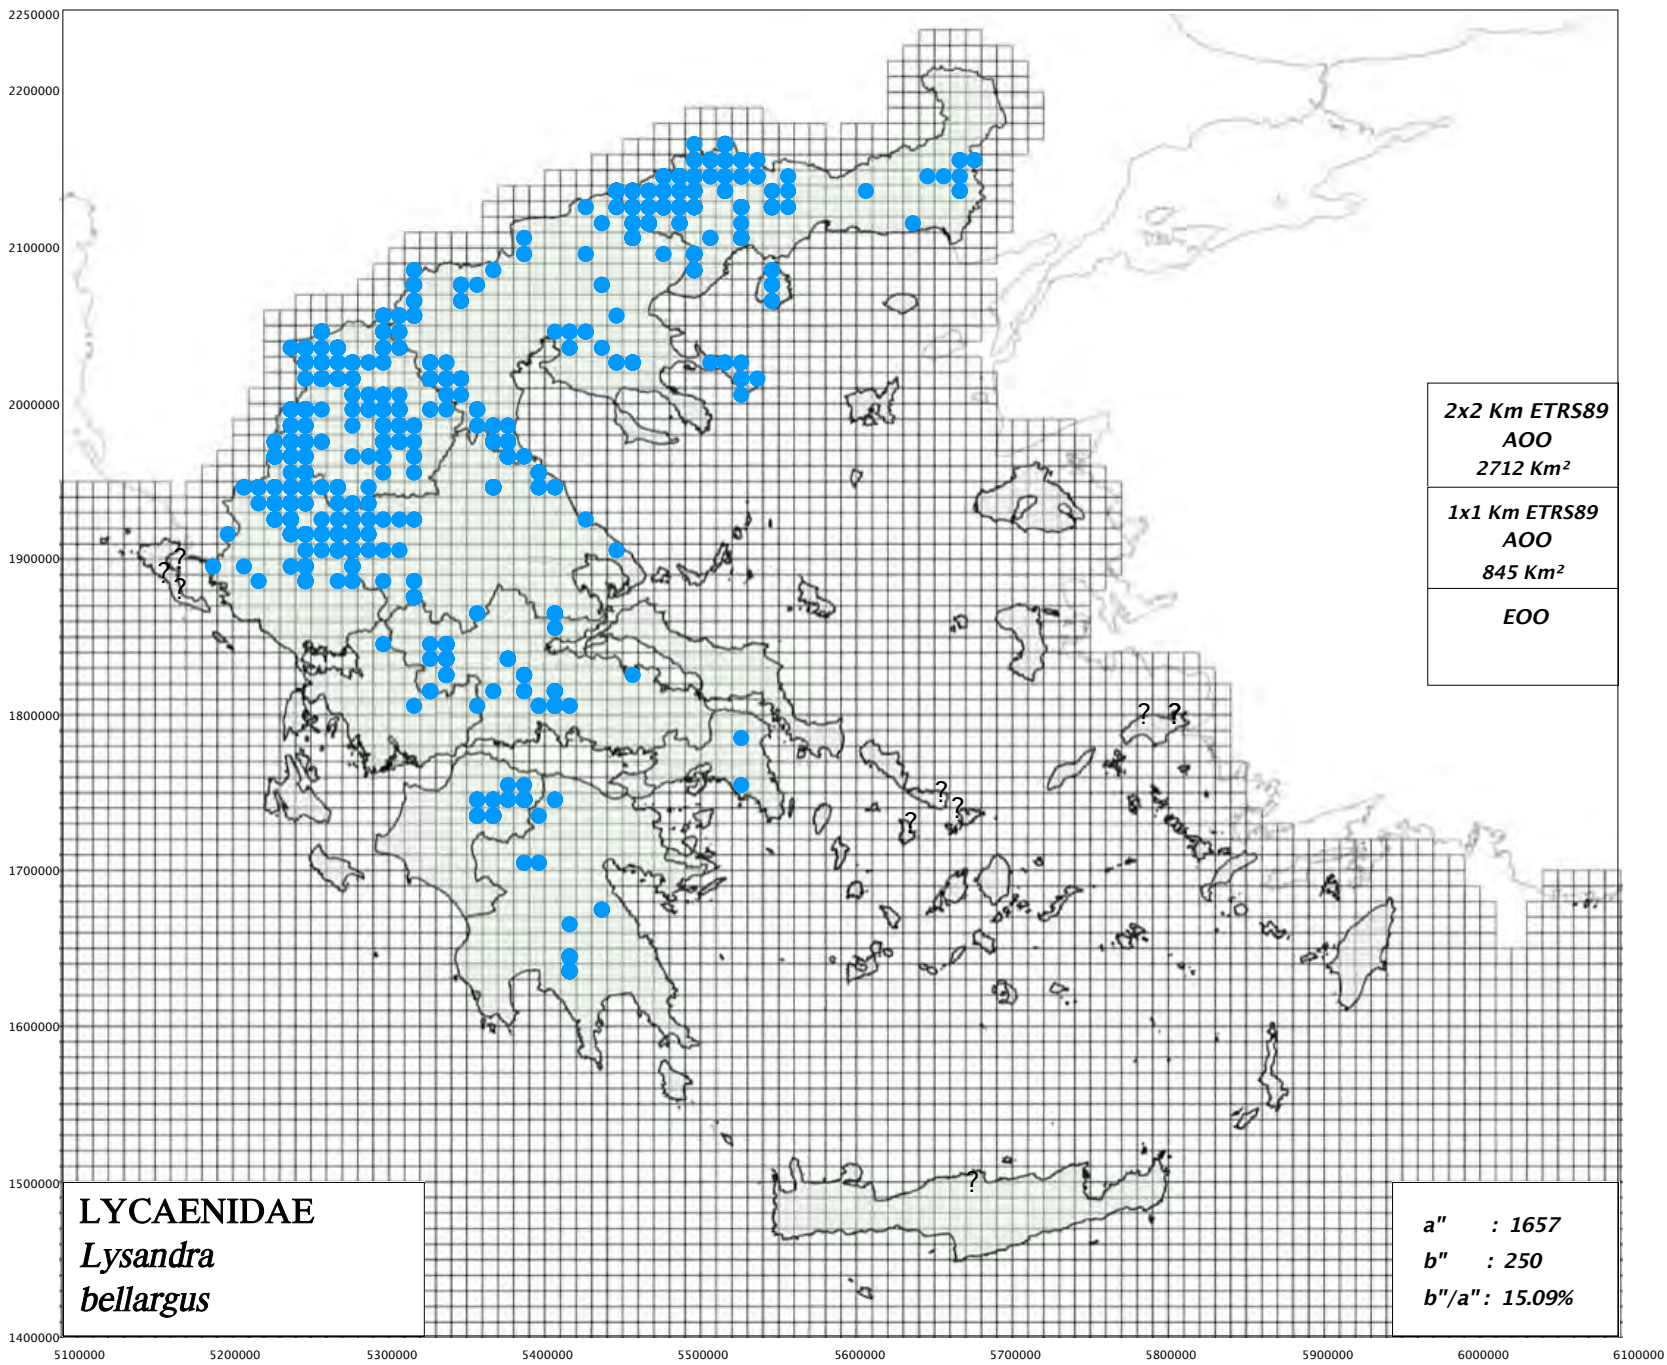 2250000
2200000
2100000
2000000
1900000
1800000
1700000
1600000
1500000
1400000
5100000 5200000 5300000 5400000 5500000 5600000 5700000 5800000 5900000 6000000 6100000
2x2 Km ETRS89
AOO
2712 Km²
1x1 Km ETRS89
AOO
845 Km²
EOO
?
?
?
? ?
?
?
?
?
LYCAENIDAE
Lysandra
bellargus
a" : 1657
b" : 250
b"/a" : 15.09%